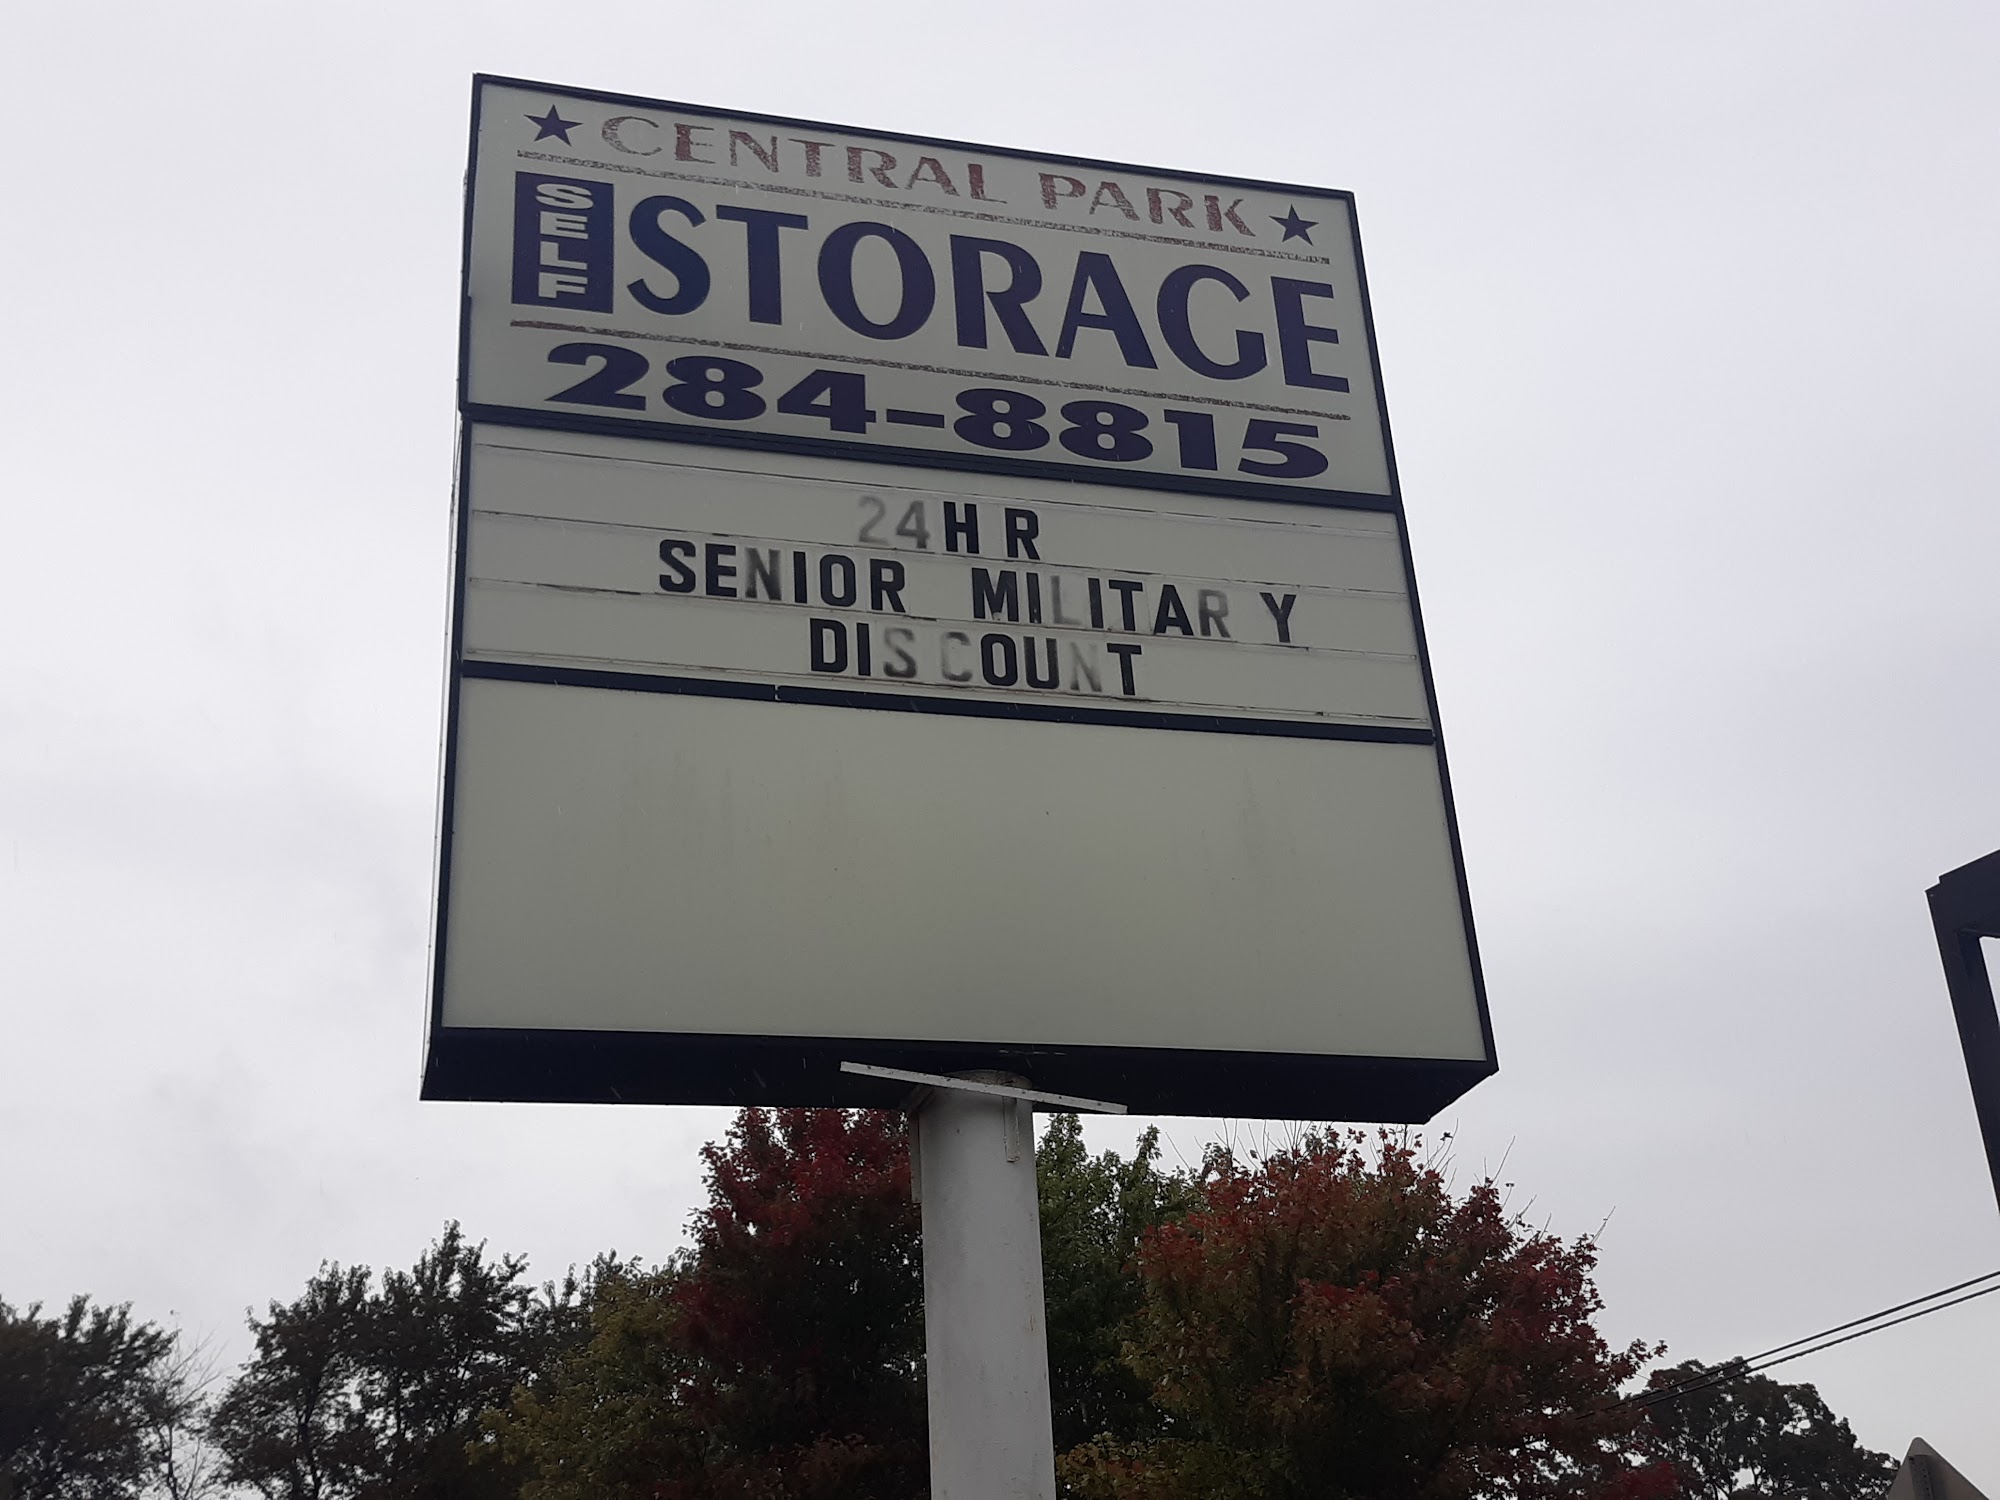 ★ CENTRAL PARK ★
SELF STORAGE
284-8815
24HR
SENIOR MILITARY
DISCOUNT